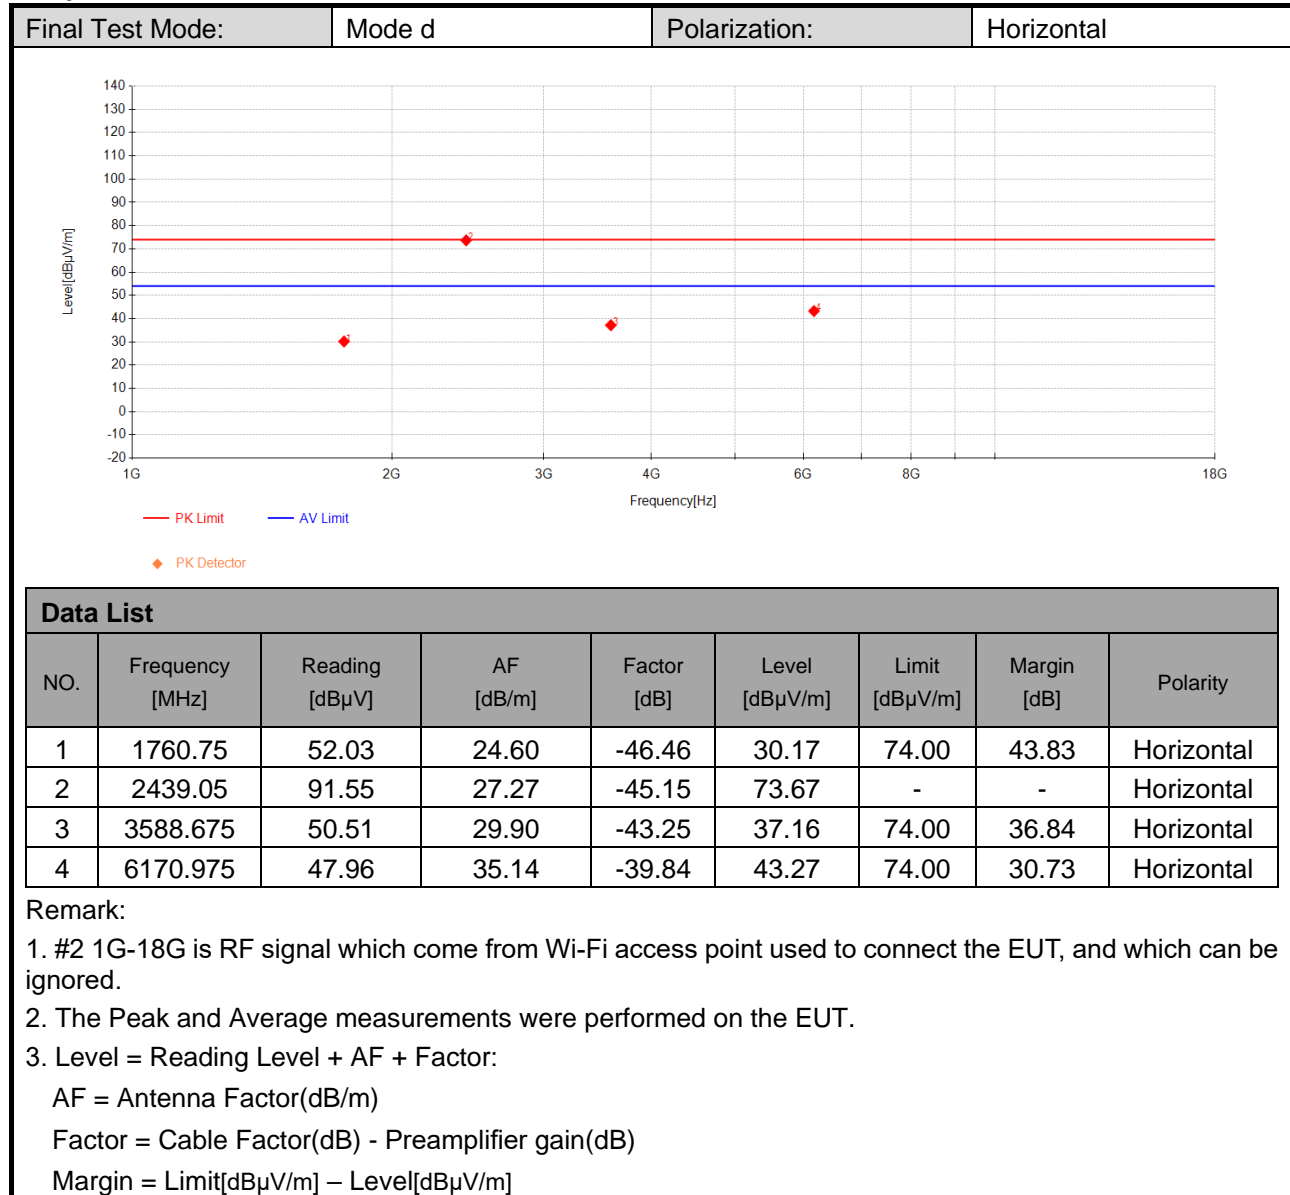 Final Test Mode: Mode d Polarization: Horizontal
140
130
120
110
100
90
80
70
60
50
40
30
20
10
0
-10
-20
Level[dBµV/m]
1
2
3
4
1G 2G 3G 4G 6G 8G 18G
Frequency[Hz]
PK Limit AV Limit
PK Detector
Data List
NO. Frequency [MHz] Reading [dBµV] AF [dB/m] Factor [dB] Level [dBµV/m] Limit [dBµV/m] Margin [dB] Polarity
1 1760.75 52.03 24.60 -46.46 30.17 74.00 43.83 Horizontal
2 2439.05 91.55 27.27 -45.15 73.67 - - Horizontal
3 3588.675 50.51 29.90 -43.25 37.16 74.00 36.84 Horizontal
4 6170.975 47.96 35.14 -39.84 43.27 74.00 30.73 Horizontal
Remark:
1. #2 1G-18G is RF signal which come from Wi-Fi access point used to connect the EUT, and which can be
ignored.
2. The Peak and Average measurements were performed on the EUT.
3. Level = Reading Level + AF + Factor:
AF = Antenna Factor(dB/m)
Factor = Cable Factor(dB) - Preamplifier gain(dB)
Margin = Limit[dBµV/m] – Level[dBµV/m]